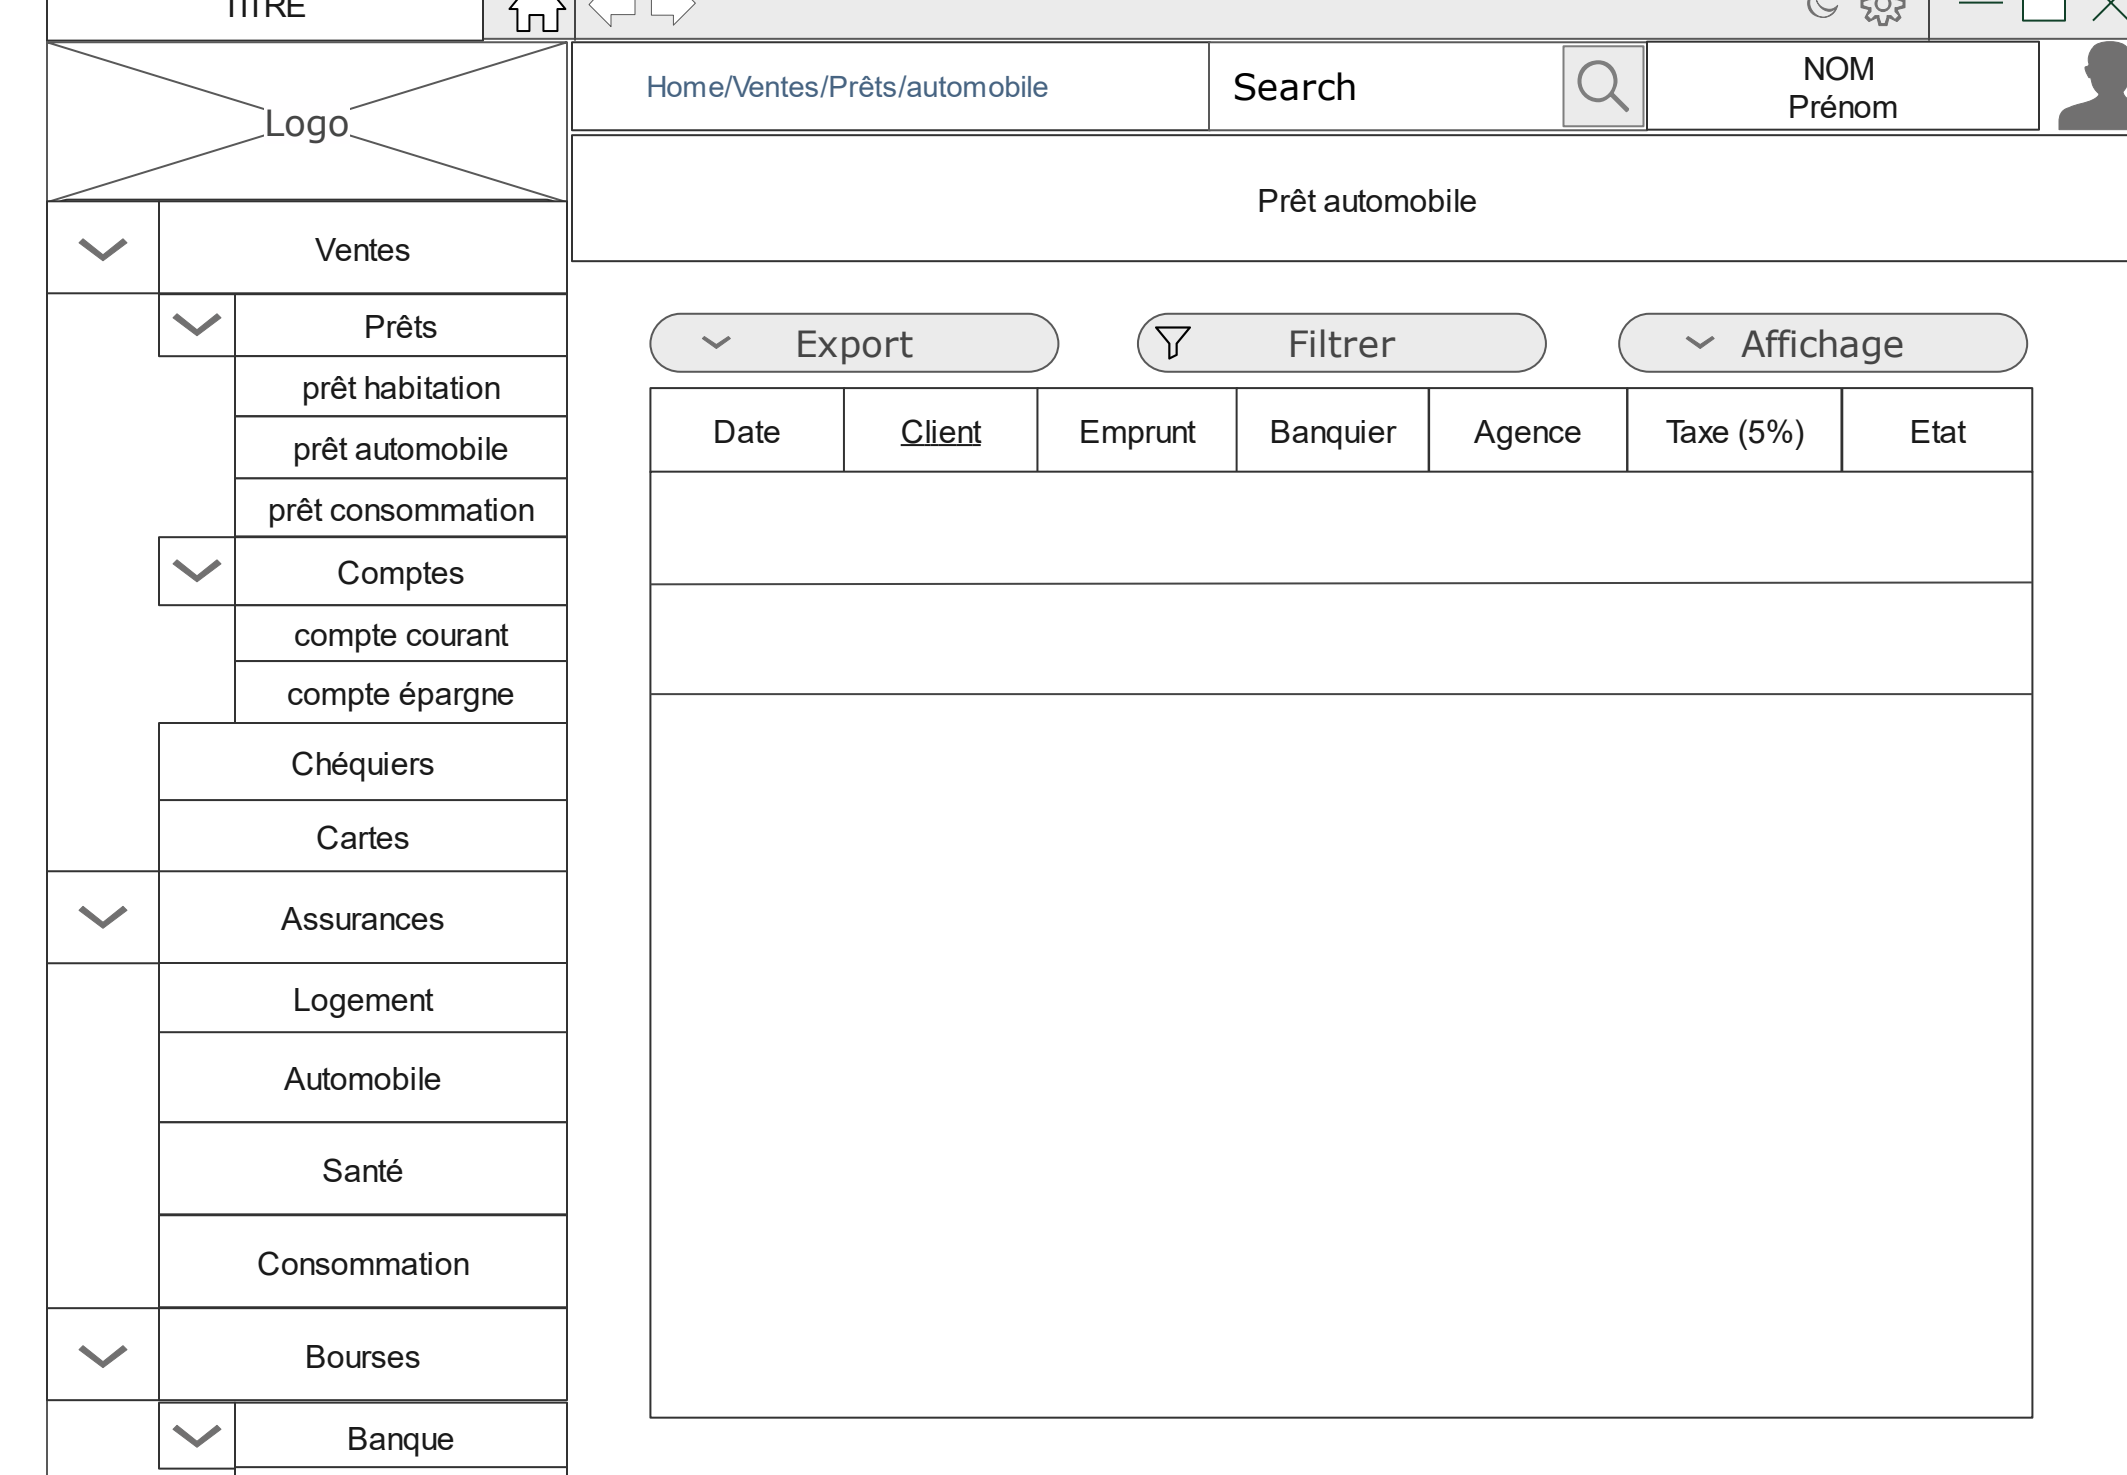 TITRE
Logo
Home/Ventes/Prêts/automobile
Search
NOM
Prénom
Prêt automobile
Ventes
Prêts
prêt habitation
prêt automobile
prêt consommation
Comptes
compte courant
compte épargne
Chéquiers
Cartes
Assurances
Logement
Automobile
Santé
Consommation
Bourses
Banque
Export
Filtrer
Affichage
Date Client Emprunt Banquier Agence Taxe (5%) Etat